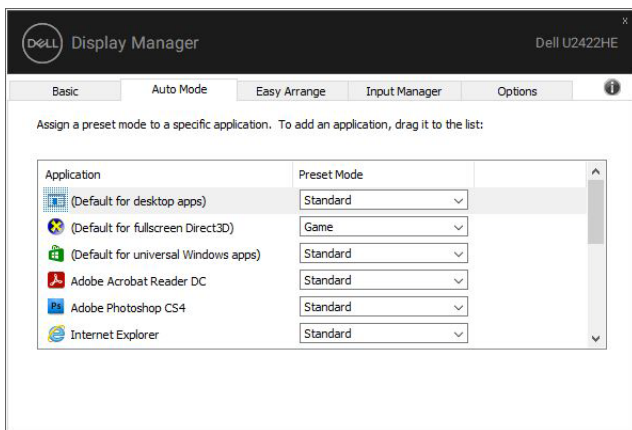 x
DELL Display Manager Dell U2422HE
Basic Auto Mode Easy Arrange Input Manager Options i
Assign a preset mode to a specific application. To add an application, drag it to the list:
Application Preset Mode
(Default for desktop apps) Standard
(Default for fullscreen Direct3D) Game
(Default for universal Windows apps) Standard
Adobe Acrobat Reader DC Standard
Ps Adobe Photoshop CS4 Standard
Internet Explorer Standard